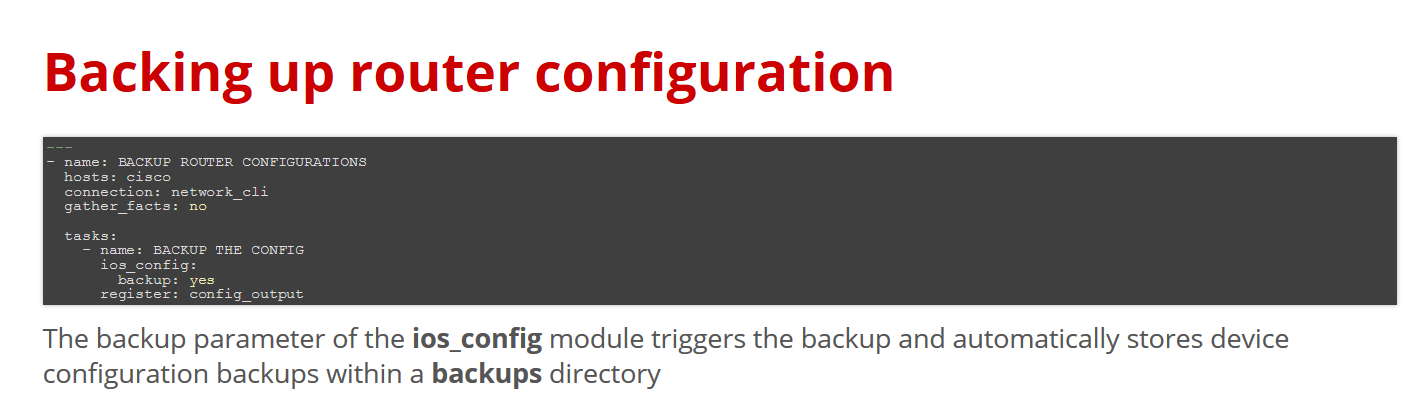 Backing up router configuration
---
- name: BACKUP ROUTER CONFIGURATIONS
  hosts: cisco
  connection: network_cli
  gather_facts: no

  tasks:
    - name: BACKUP THE CONFIG
      ios_config:
        backup: yes
      register: config_output
The backup parameter of the ios_config module triggers the backup and automatically stores device
configuration backups within a backups directory